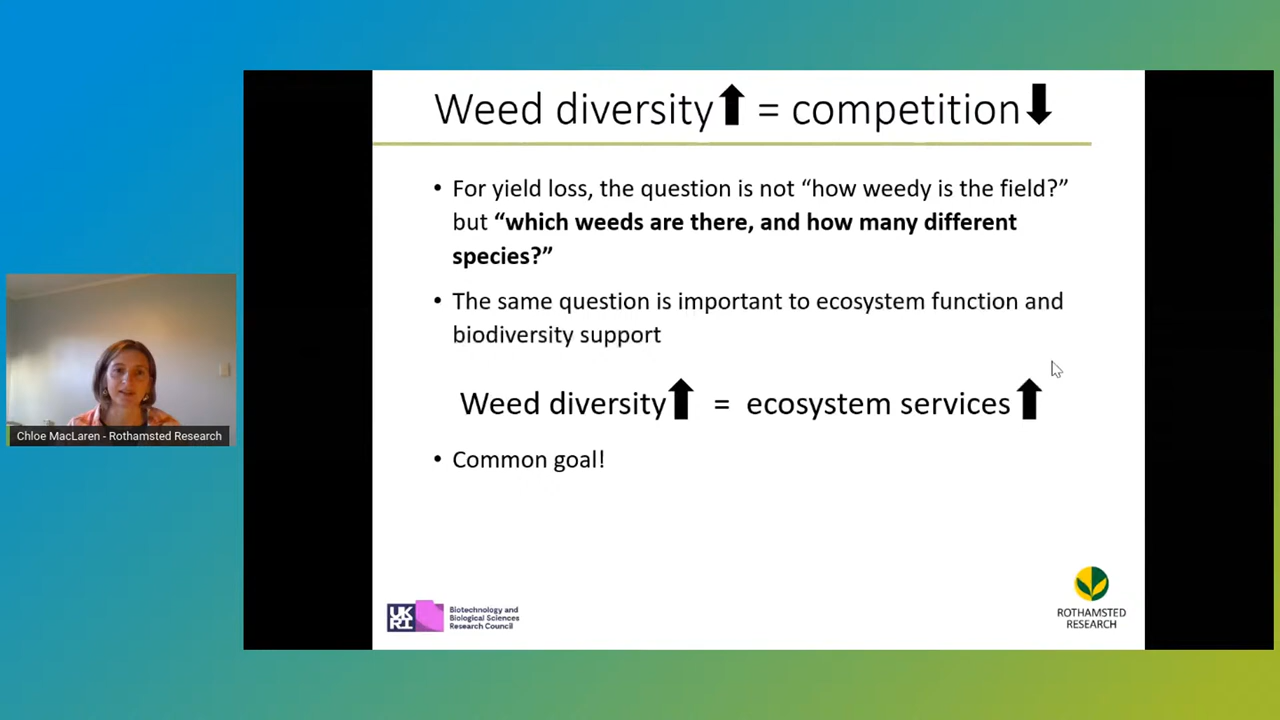 Weed diversity⬆ = competition⬇
• For yield loss, the question is not “how weedy is the field?”
but “which weeds are there, and how many different
species?”
• The same question is important to ecosystem function and
biodiversity support
Weed diversity⬆ = ecosystem services⬆
• Common goal!
Chloe MacLaren - Rothamsted Research
UK
RI
Biotechnology and
Biological Sciences
Research Council
ROTHAMSTED
RESEARCH